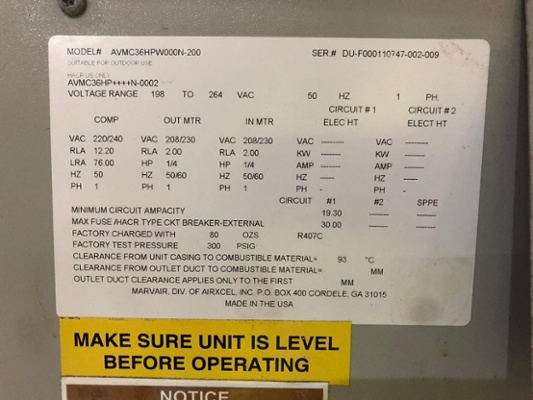 MODEL# AVMC36HPW000N-200 SER.# DU-F000110747-002-009
SUITABLE FOR OUTDOOR USE
HACR US ONLY
AVMC36HP++++N-0002
VOLTAGE RANGE 198 TO 264 VAC 50 HZ 1 PH.
CIRCUIT # 1 CIRCUIT # 2
COMP OUT MTR IN MTR ELEC HT ELEC HT
VAC 220/240 VAC 208/230 VAC 208/230 VAC -------- VAC --------
RLA 12.20 RLA 2.00 RLA 2.00 KW -------- KW --------
LRA 76.00 HP 1/4 HP 1/4 AMP -------- AMP --------
HZ 50 HZ 50/60 HZ 50/60 HZ ----- HZ -----
PH 1 PH 1 PH 1 PH - PH -
CIRCUIT #1 #2 SPPE
MINIMUM CIRCUIT AMPACITY 19.30
MAX FUSE /HACR TYPE CKT BREAKER-EXTERNAL 30.00
FACTORY CHARGED WITH 80 OZS R407C
FACTORY TEST PRESSURE 300 PSIG
CLEARANCE FROM UNIT CASING TO COMBUSTIBLE MATERIAL= 93 °C
CLEARANCE FROM OUTLET DUCT TO COMBUSTIBLE MATERIAL= MM
OUTLET DUCT CLEARANCE APPLIES ONLY TO THE FIRST MM
MARVAIR, DIV. OF AIRXCEL, INC. P.O. BOX 400 CORDELE, GA 31015
MADE IN THE USA
MAKE SURE UNIT IS LEVEL
BEFORE OPERATING
NOTICE